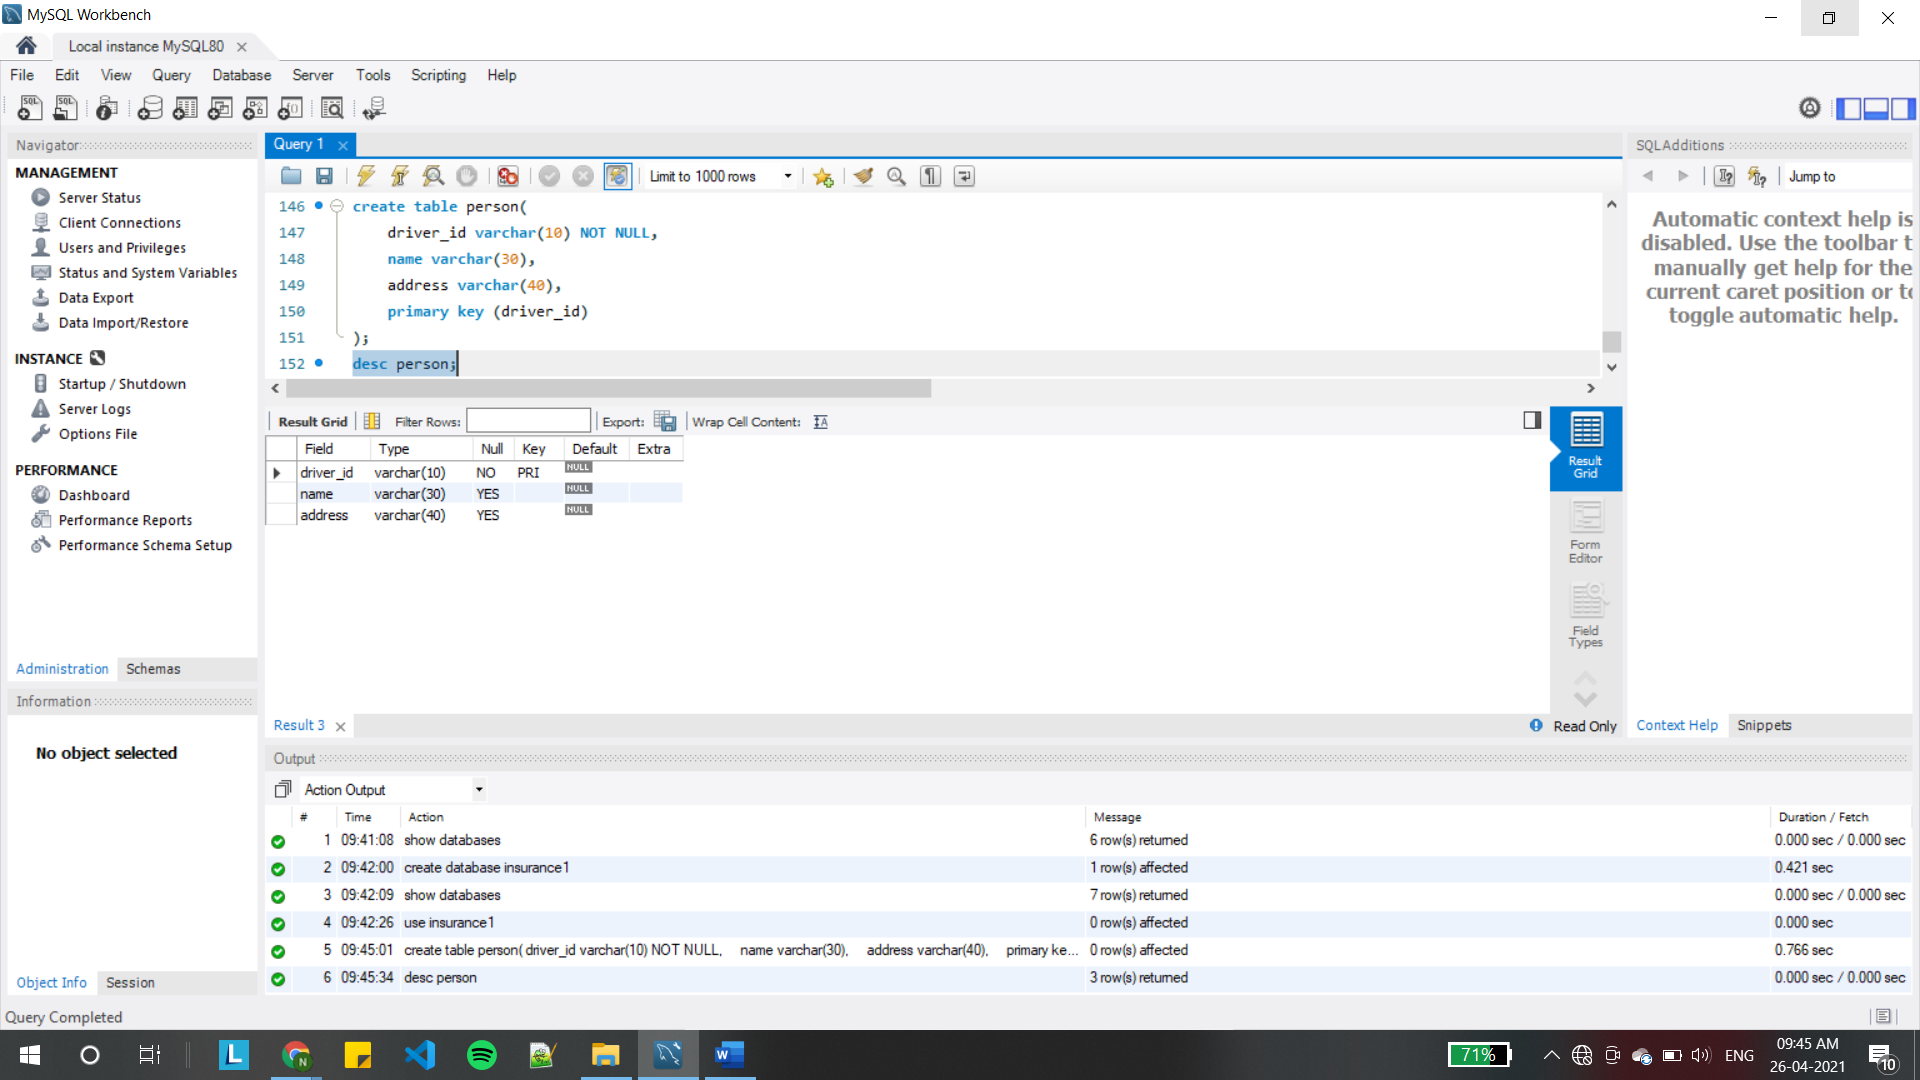 MySQL Workbench
Local instance MySQL80
File Edit View Query Database Server Tools Scripting Help
Navigator
MANAGEMENT
Server Status
Client Connections
Users and Privileges
Status and System Variables
Data Export
Data Import/Restore
INSTANCE
Startup / Shutdown
Server Logs
Options File
PERFORMANCE
Dashboard
Performance Reports
Performance Schema Setup
Administration Schemas
Information
No object selected
Object Info Session
Query 1
Limit to 1000 rows
146 create table person(
147 driver_id varchar(10) NOT NULL,
148 name varchar(30),
149 address varchar(40),
150 primary key (driver_id)
151 );
152 desc person;
Result Grid Filter Rows: Export: Wrap Cell Content:
Field Type Null Key Default Extra
driver_id varchar(10) NO PRI NULL
name varchar(30) YES NULL
address varchar(40) YES NULL
Result Grid
Form Editor
Field Types
Result 3
Read Only
SQLAdditions
Jump to
Automatic context help is
disabled. Use the toolbar t
manually get help for the
current caret position or to
toggle automatic help.
Context Help Snippets
Output
Action Output
# Time Action Message Duration / Fetch
1 09:41:08 show databases 6 row(s) returned 0.000 sec / 0.000 sec
2 09:42:00 create database insurance1 1 row(s) affected 0.421 sec
3 09:42:09 show databases 7 row(s) returned 0.000 sec / 0.000 sec
4 09:42:26 use insurance1 0 row(s) affected 0.000 sec
5 09:45:01 create table person( driver_id varchar(10) NOT NULL, name varchar(30), address varchar(40), primary ke... 0 row(s) affected 0.766 sec
6 09:45:34 desc person 3 row(s) returned 0.000 sec / 0.000 sec
Query Completed
71%
ENG
09:45 AM
26-04-2021
10